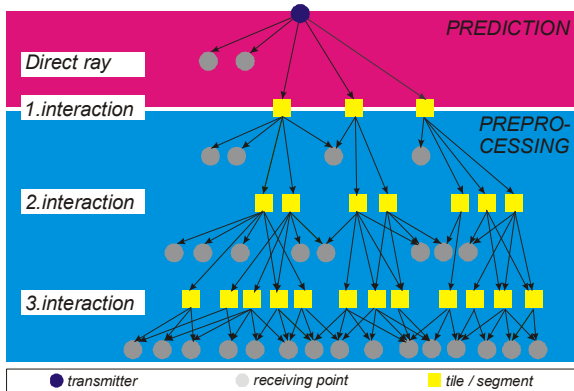 PREDICTION
Direct ray
1.interaction
PREPRO-
CESSING
2.interaction
3.interaction
transmitter receiving point tile / segment